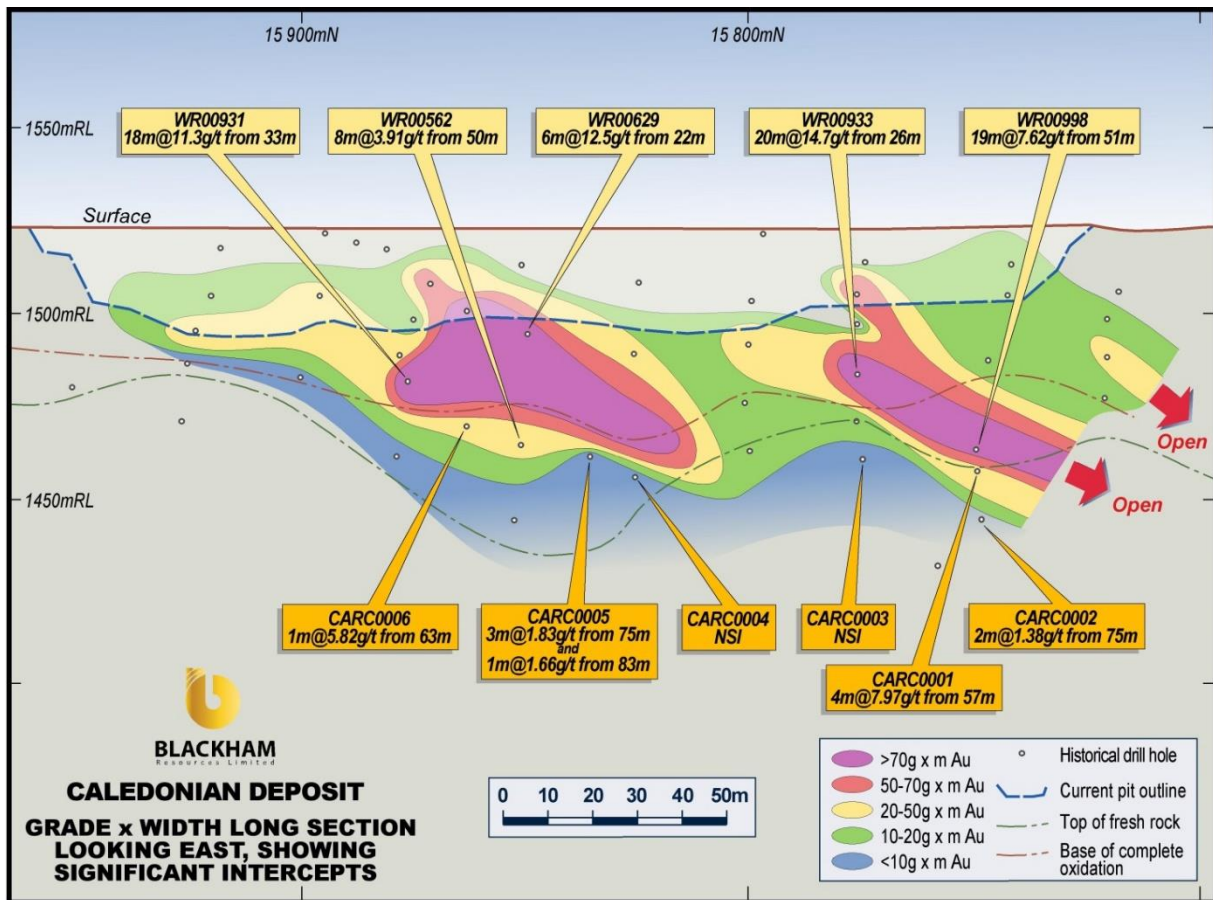 15 900mN
15 800mN
1550mRL
1500mRL
1450mRL
WR00931
18m@11.3g/t from 33m
WR00562
8m@3.91g/t from 50m
WR00629
6m@12.5g/t from 22m
WR00933
20m@14.7g/t from 26m
WR00998
19m@7.62g/t from 51m
Surface
Open
Open
CARC0006
1m@5.82g/t from 63m
CARC0005
3m@1.83g/t from 75m
and
1m@1.66g/t from 83m
CARC0004
NSI
CARC0003
NSI
CARC0002
2m@1.38g/t from 75m
CARC0001
4m@7.97g/t from 57m
BLACKHAM
Resources Limited
CALEDONIAN DEPOSIT
GRADE x WIDTH LONG SECTION
LOOKING EAST, SHOWING
SIGNIFICANT INTERCEPTS
0 10 20 30 40 50m
>70g x m Au
50-70g x m Au
20-50g x m Au
10-20g x m Au
<10g x m Au
Historical drill hole
Current pit outline
Top of fresh rock
Base of complete
oxidation